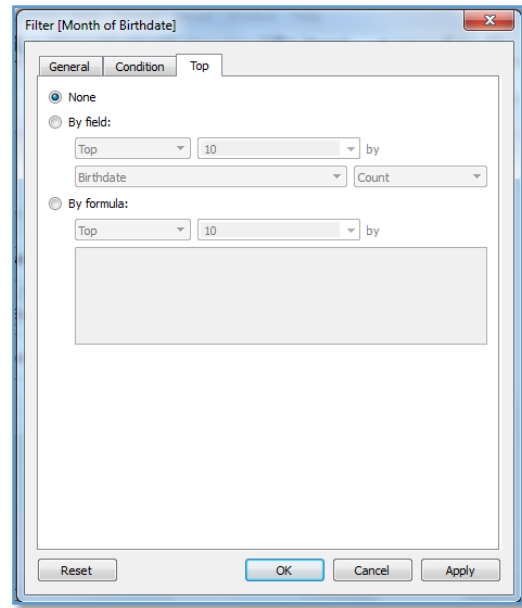 Filter [Month of Birthdate]
General Condition Top
None
By field:
Top 10 by
Birthdate Count
By formula:
Top 10 by
Reset OK Cancel Apply